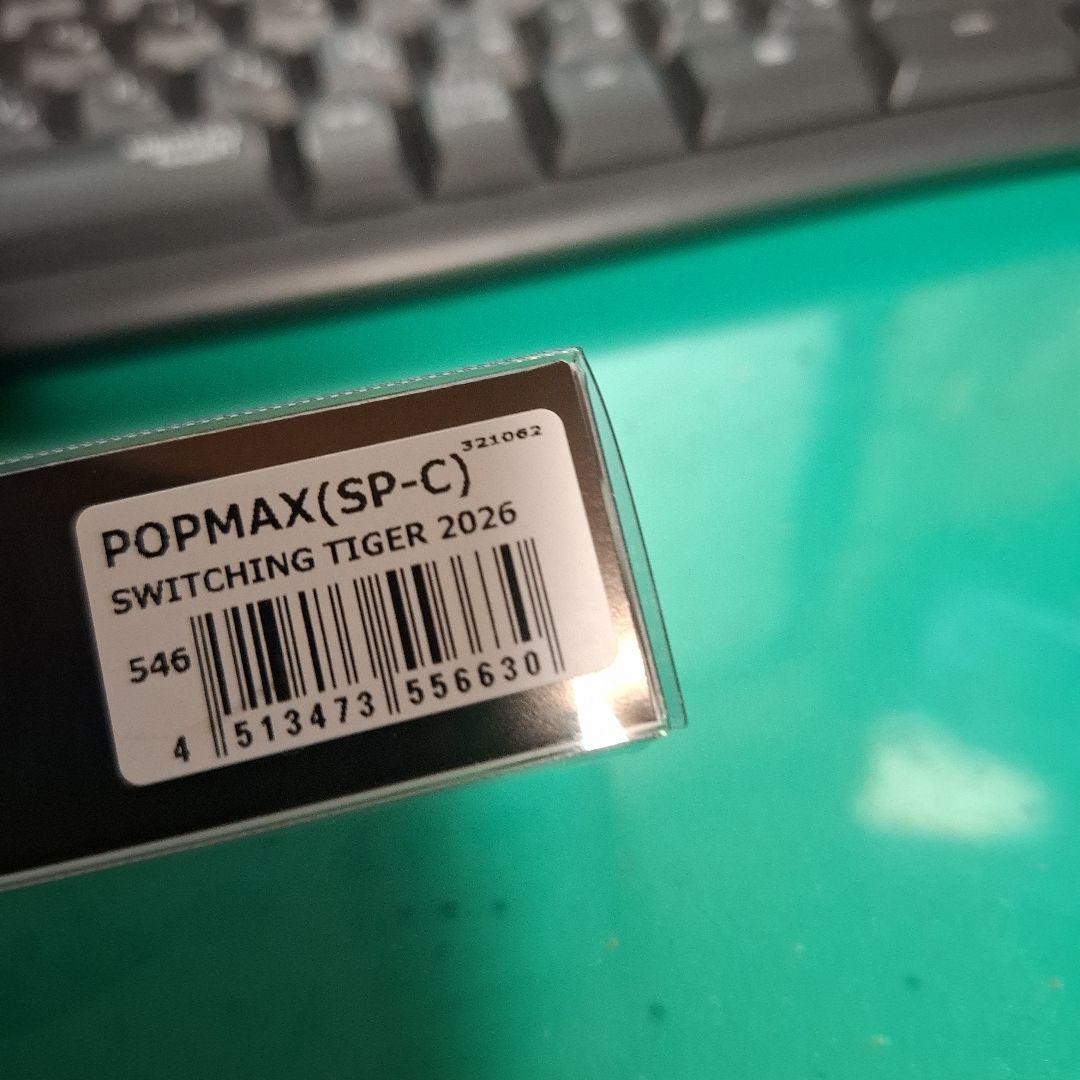 321062
POPMAX(SP-C)
SWITCHING TIGER 2026
546
4 513473 556630